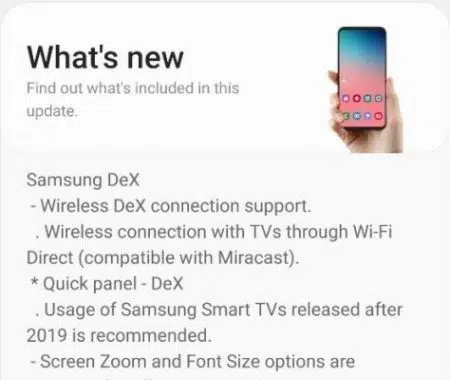 What's new
Find out what's included in this
update.
Samsung DeX
- Wireless DeX connection support.
. Wireless connection with TVs through Wi-Fi
Direct (compatible with Miracast).
* Quick panel - DeX
. Usage of Samsung Smart TVs released after
2019 is recommended.
- Screen Zoom and Font Size options are